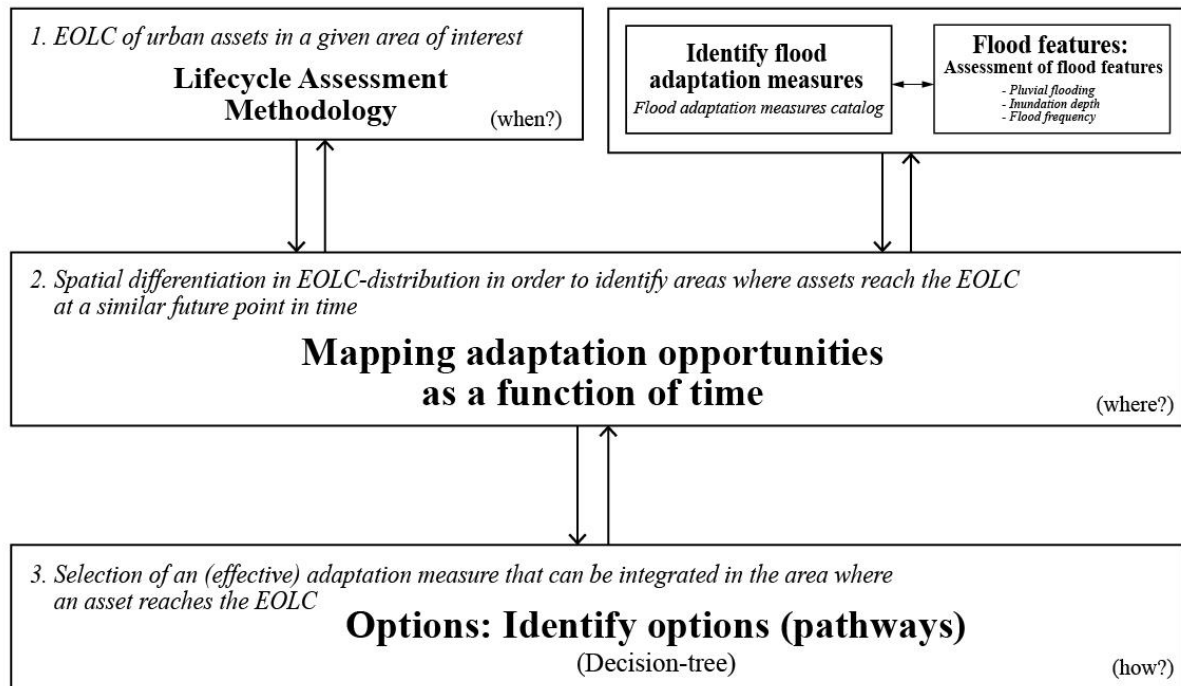 1. EOLC of urban assets in a given area of interest
Lifecycle Assessment
Methodology
(when?)
Identify flood
adaptation measures
Flood adaptation measures catalog
Flood features:
Assessment of flood features
- Pluvial flooding
- Inundation depth
- Flood frequency
2. Spatial differentiation in EOLC-distribution in order to identify areas where assets reach the EOLC
at a similar future point in time
Mapping adaptation opportunities
as a function of time
(where?)
3. Selection of an (effective) adaptation measure that can be integrated in the area where
an asset reaches the EOLC
Options: Identify options (pathways)
(Decision-tree)
(how?)